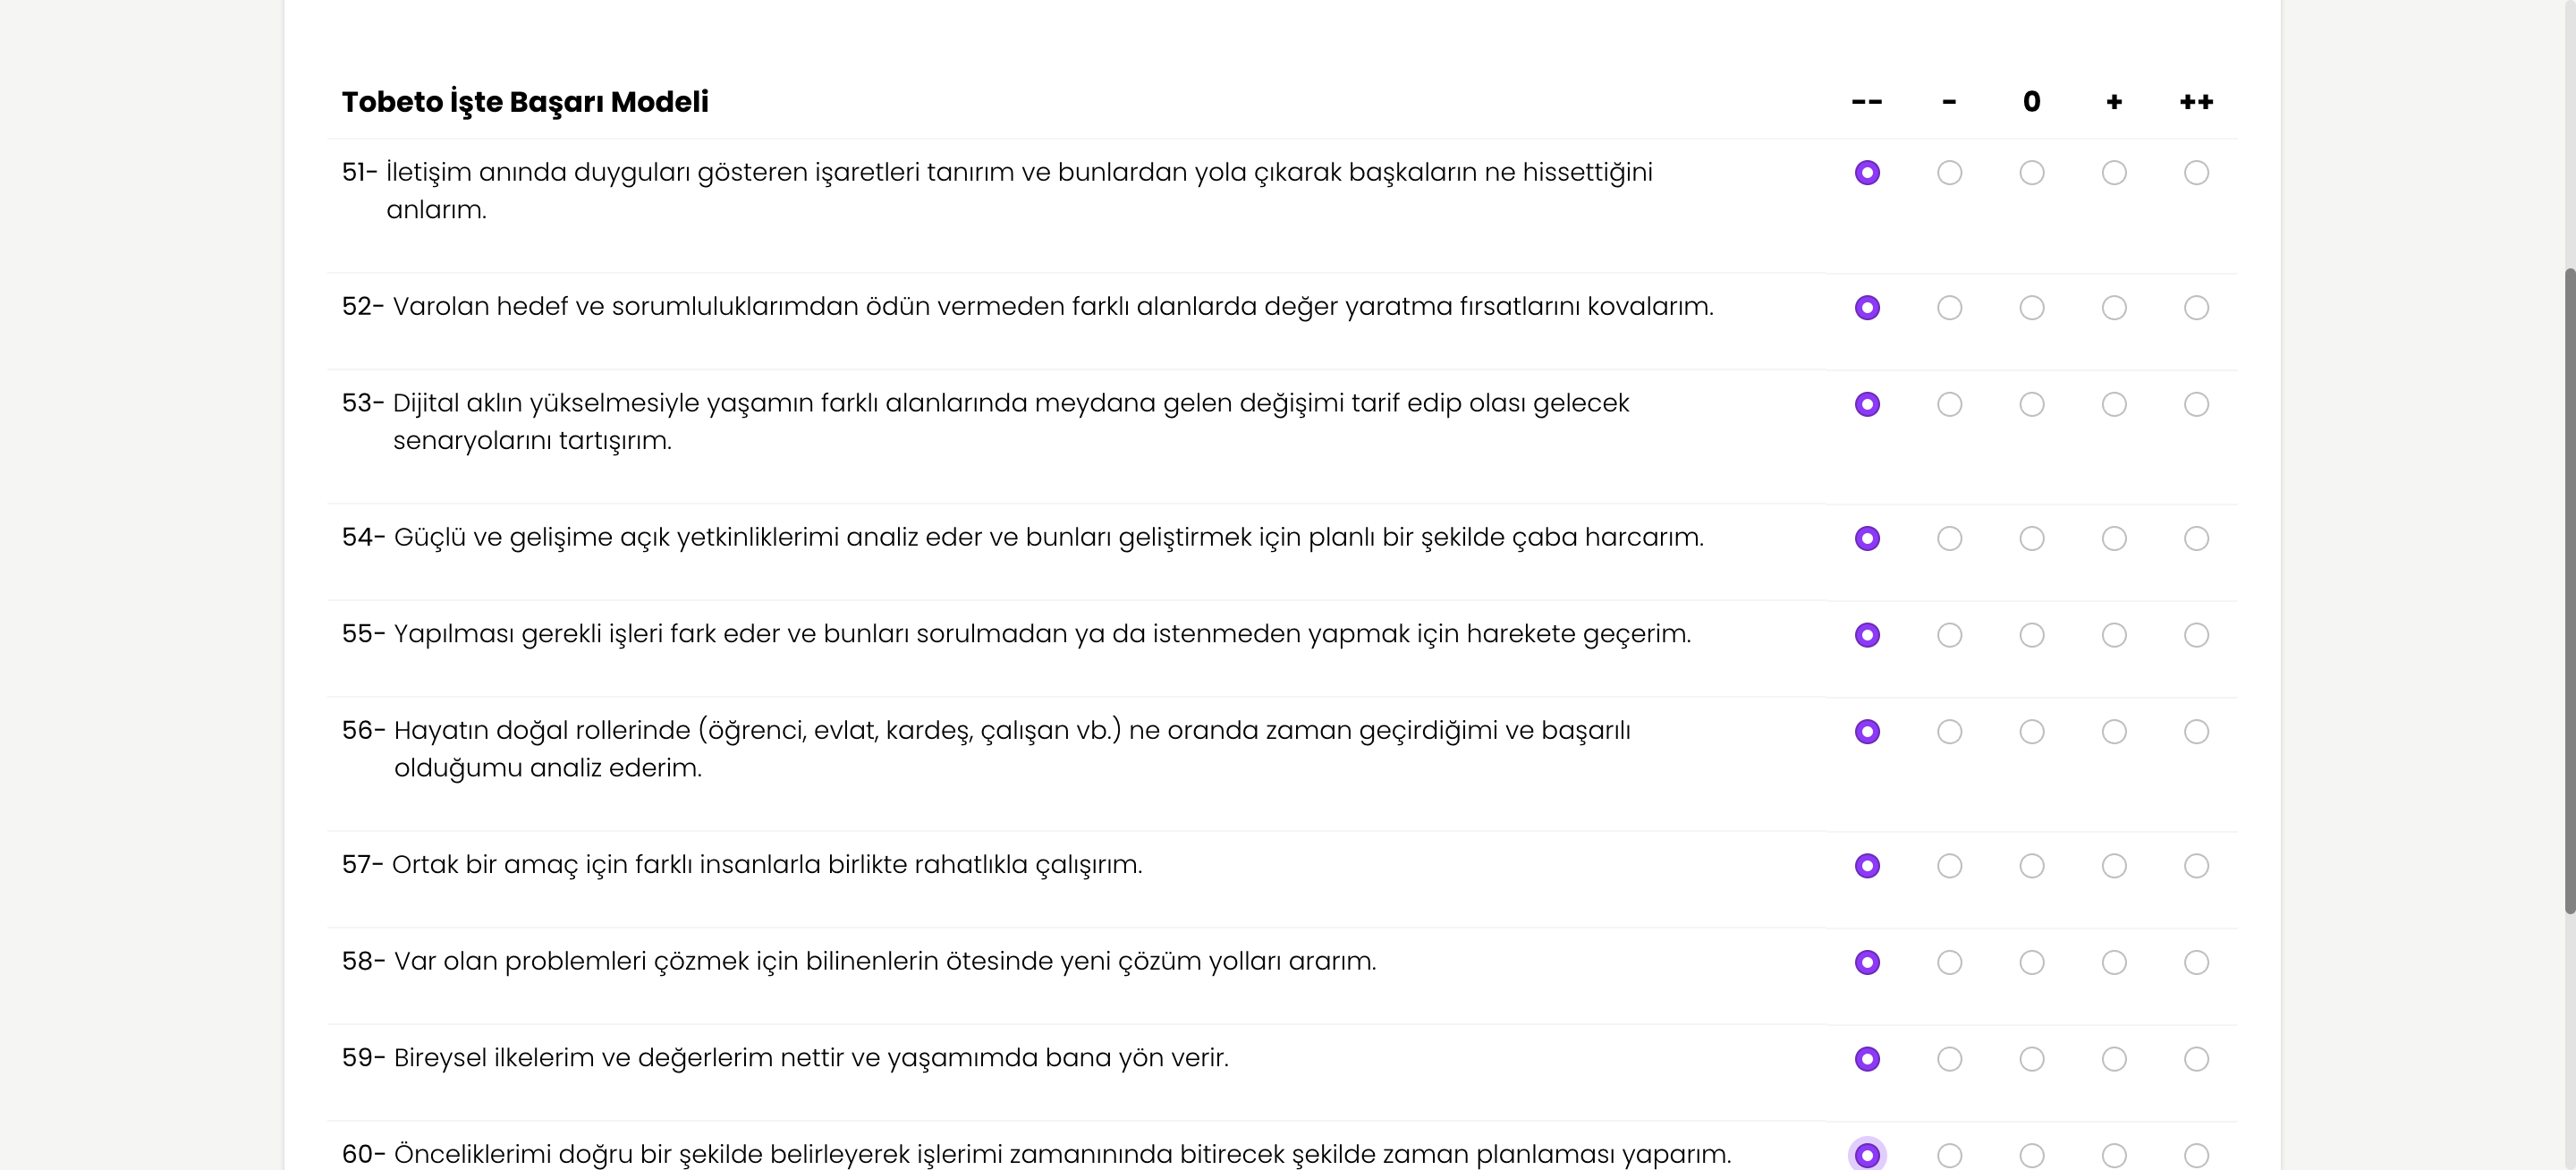 Tobeto İşte Başarı Modeli -- - 0 + ++
51- İletişim anında duyguları gösteren işaretleri tanırım ve bunlardan yola çıkarak başkaların ne hissettiğini
anlarım.
52- Varolan hedef ve sorumluluklarımdan ödün vermeden farklı alanlarda değer yaratma fırsatlarını kovalarım.
53- Dijital aklın yükselmesiyle yaşamın farklı alanlarında meydana gelen değişimi tarif edip olası gelecek
senaryolarını tartışırım.
54- Güçlü ve gelişime açık yetkinliklerimi analiz eder ve bunları geliştirmek için planlı bir şekilde çaba harcarım.
55- Yapılması gerekli işleri fark eder ve bunları sorulmadan ya da istenmeden yapmak için harekete geçerim.
56- Hayatın doğal rollerinde (öğrenci, evlat, kardeş, çalışan vb.) ne oranda zaman geçirdiğimi ve başarılı
olduğumu analiz ederim.
57- Ortak bir amaç için farklı insanlarla birlikte rahatlıkla çalışırım.
58- Var olan problemleri çözmek için bilinenlerin ötesinde yeni çözüm yolları ararım.
59- Bireysel ilkelerim ve değerlerim nettir ve yaşamımda bana yön verir.
60- Önceliklerimi doğru bir şekilde belirleyerek işlerimi zamanınında bitirecek şekilde zaman planlaması yaparım.